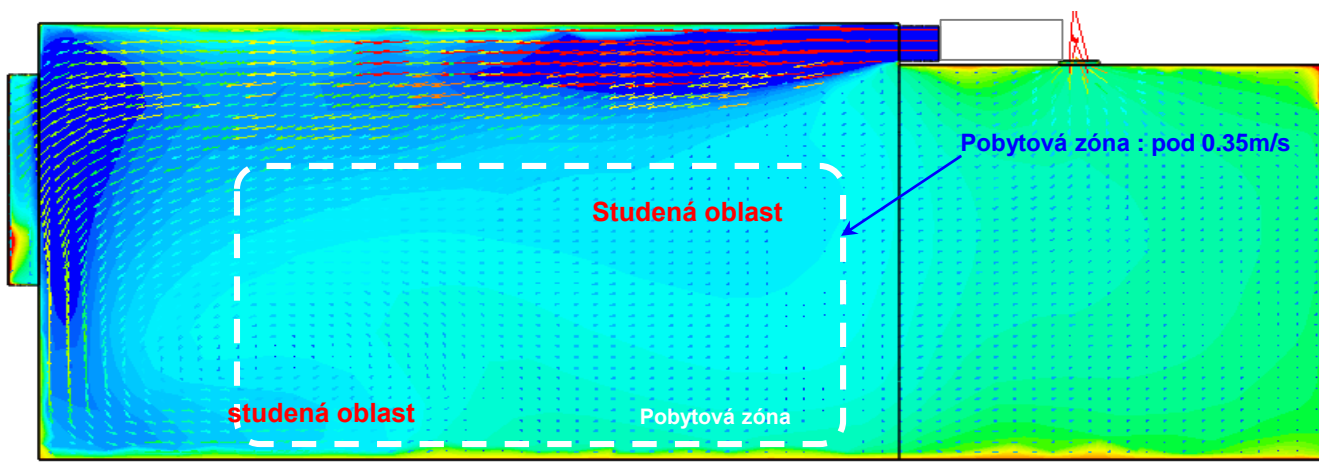 Pobytová zóna : pod 0.35m/s
Studená oblast
studená oblast
Pobytová zóna